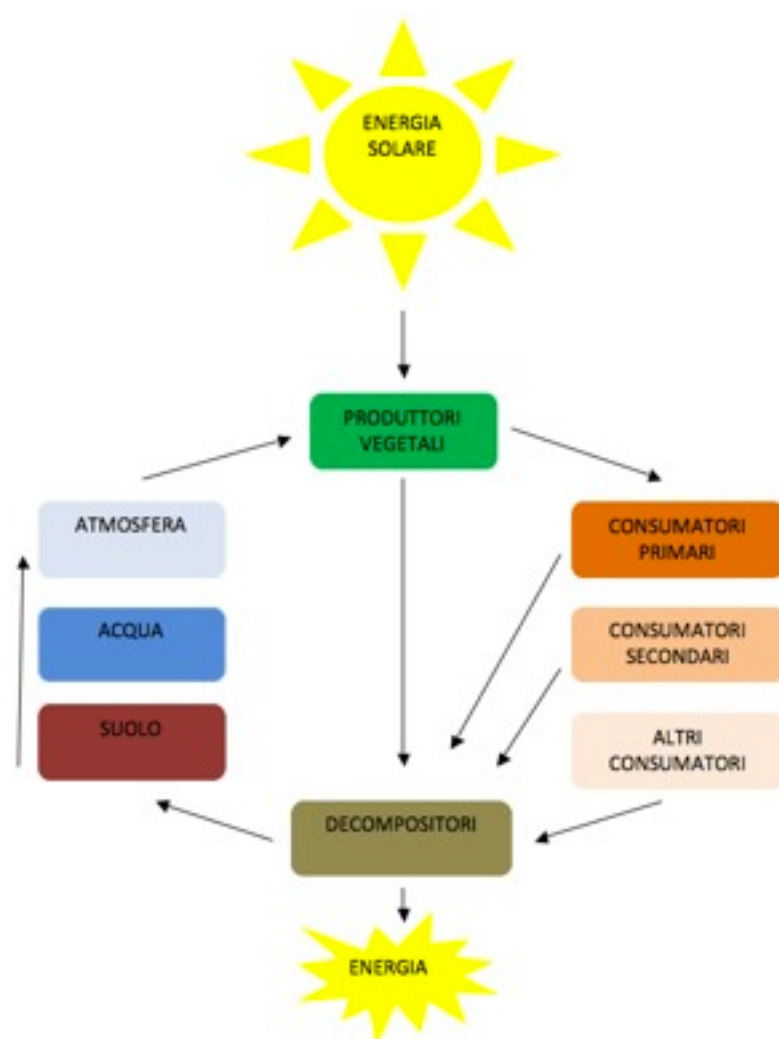 ENERGIA
SOLARE
PRODUTTORI
VEGETALI
ATMOSFERA
CONSUMATORI
PRIMARI
ACQUA
CONSUMATORI
SECONDARI
SUOLO
ALTRI
CONSUMATORI
DECOMPOSITORI
ENERGIA